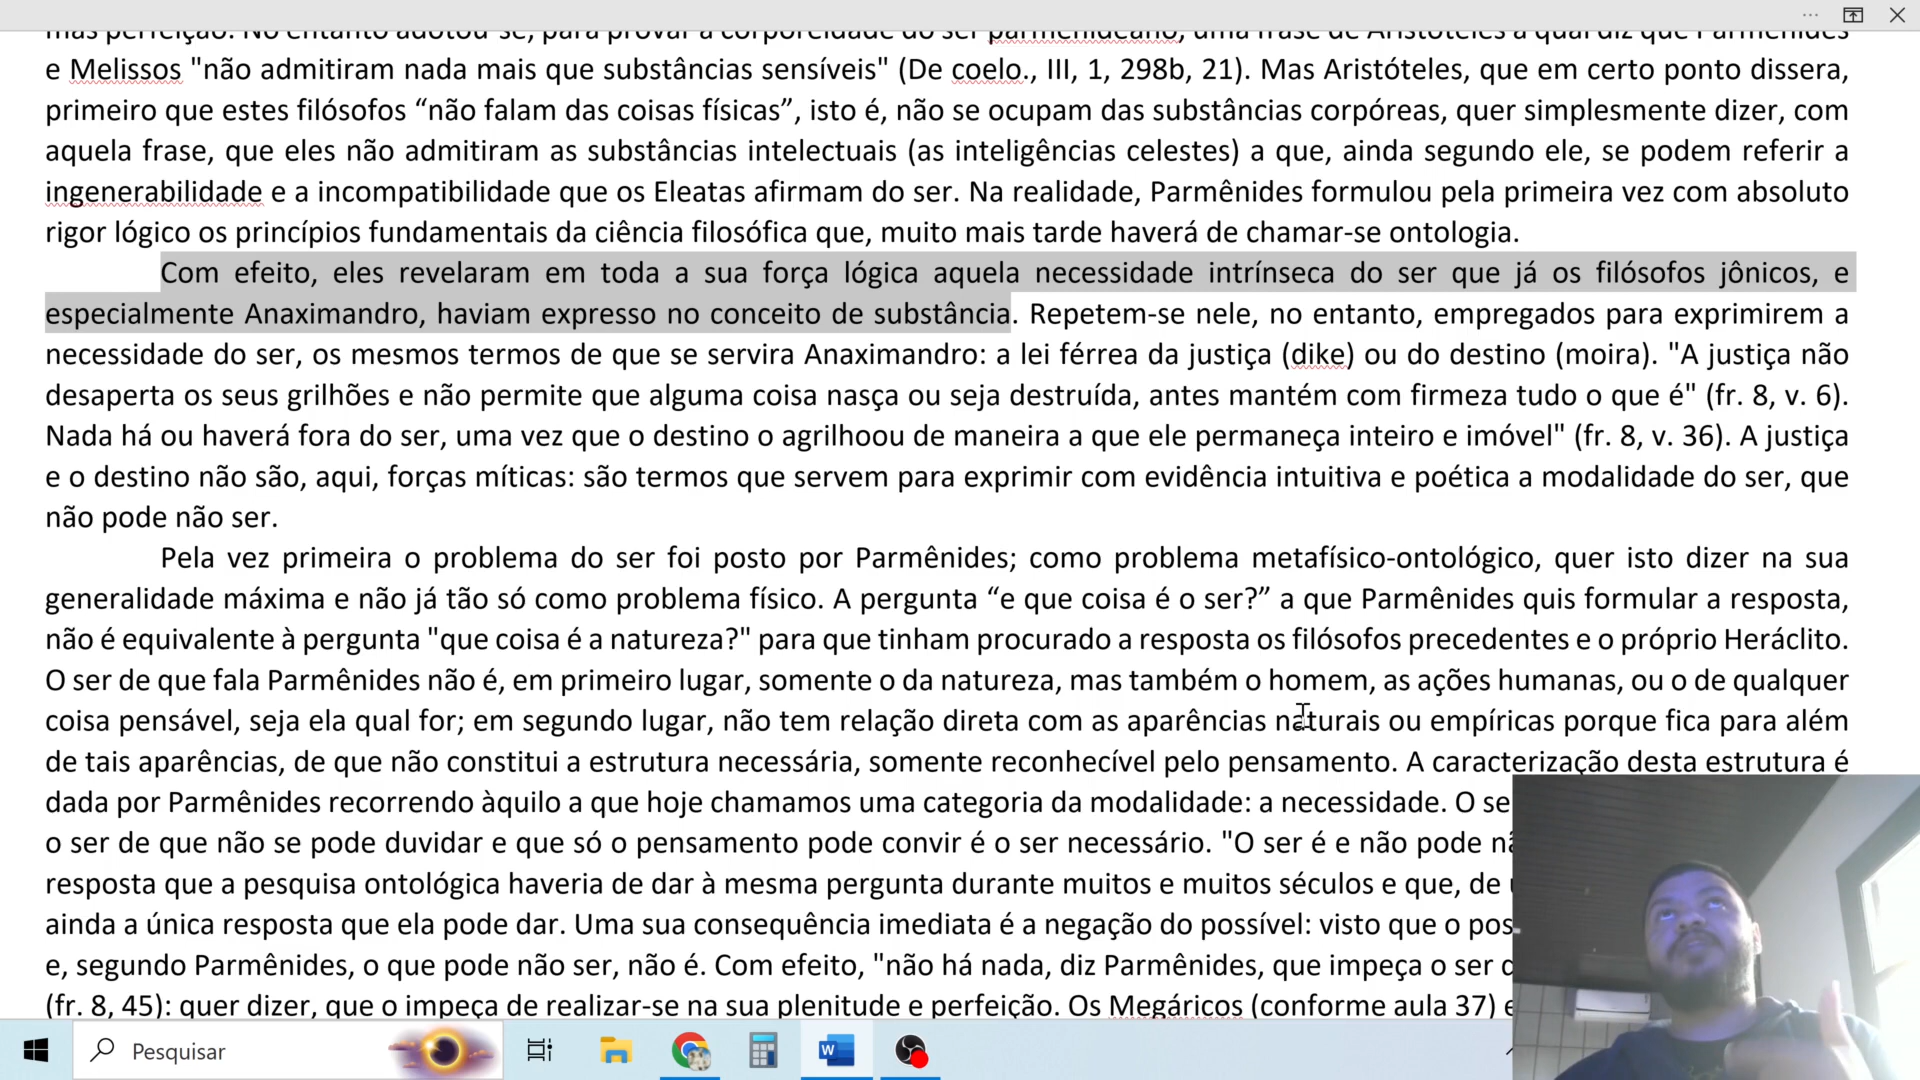 e Melissos "não admitiram nada mais que substâncias sensíveis" (De coelo., III, 1, 298b, 21). Mas Aristóteles, que em certo ponto dissera,
primeiro que estes filósofos “não falam das coisas físicas”, isto é, não se ocupam das substâncias corpóreas, quer simplesmente dizer, com
aquela frase, que eles não admitiram as substâncias intelectuais (as inteligências celestes) a que, ainda segundo ele, se podem referir a
ingenerabilidade e a incompatibilidade que os Eleatas afirmam do ser. Na realidade, Parmênides formulou pela primeira vez com absoluto
rigor lógico os princípios fundamentais da ciência filosófica que, muito mais tarde haverá de chamar-se ontologia.
Com efeito, eles revelaram em toda a sua força lógica aquela necessidade intrínseca do ser que já os filósofos jônicos, e
especialmente Anaximandro, haviam expresso no conceito de substância. Repetem-se nele, no entanto, empregados para exprimirem a
necessidade do ser, os mesmos termos de que se servira Anaximandro: a lei férrea da justiça (dike) ou do destino (moira). "A justiça não
desaperta os seus grilhões e não permite que alguma coisa nasça ou seja destruída, antes mantém com firmeza tudo o que é" (fr. 8, v. 6).
Nada há ou haverá fora do ser, uma vez que o destino o agrilhoou de maneira a que ele permaneça inteiro e imóvel" (fr. 8, v. 36). A justiça
e o destino não são, aqui, forças míticas: são termos que servem para exprimir com evidência intuitiva e poética a modalidade do ser, que
não pode não ser.
Pela vez primeira o problema do ser foi posto por Parmênides; como problema metafísico-ontológico, quer isto dizer na sua
generalidade máxima e não já tão só como problema físico. A pergunta “e que coisa é o ser?” a que Parmênides quis formular a resposta,
não é equivalente à pergunta "que coisa é a natureza?" para que tinham procurado a resposta os filósofos precedentes e o próprio Heráclito.
O ser de que fala Parmênides não é, em primeiro lugar, somente o da natureza, mas também o homem, as ações humanas, ou o de qualquer
coisa pensável, seja ela qual for; em segundo lugar, não tem relação direta com as aparências naturais ou empíricas porque fica para além
de tais aparências, de que não constitui a estrutura necessária, somente reconhecível pelo pensamento. A caracterização desta estrutura é
dada por Parmênides recorrendo àquilo a que hoje chamamos uma categoria da modalidade: a necessidade. O
o ser de que não se pode duvidar e que só o pensamento pode convir é o ser necessário. "O ser é e não pode
resposta que a pesquisa ontológica haveria de dar à mesma pergunta durante muitos e muitos séculos e que, de
ainda a única resposta que ela pode dar. Uma sua consequência imediata é a negação do possível: visto que o
e, segundo Parmênides, o que pode não ser, não é. Com efeito, "não há nada, diz Parmênides, que impeça o ser
(fr. 8, 45): quer dizer, que o impeça de realizar-se na sua plenitude e perfeição. Os Megáricos (conforme aula 37) e
Pesquisar